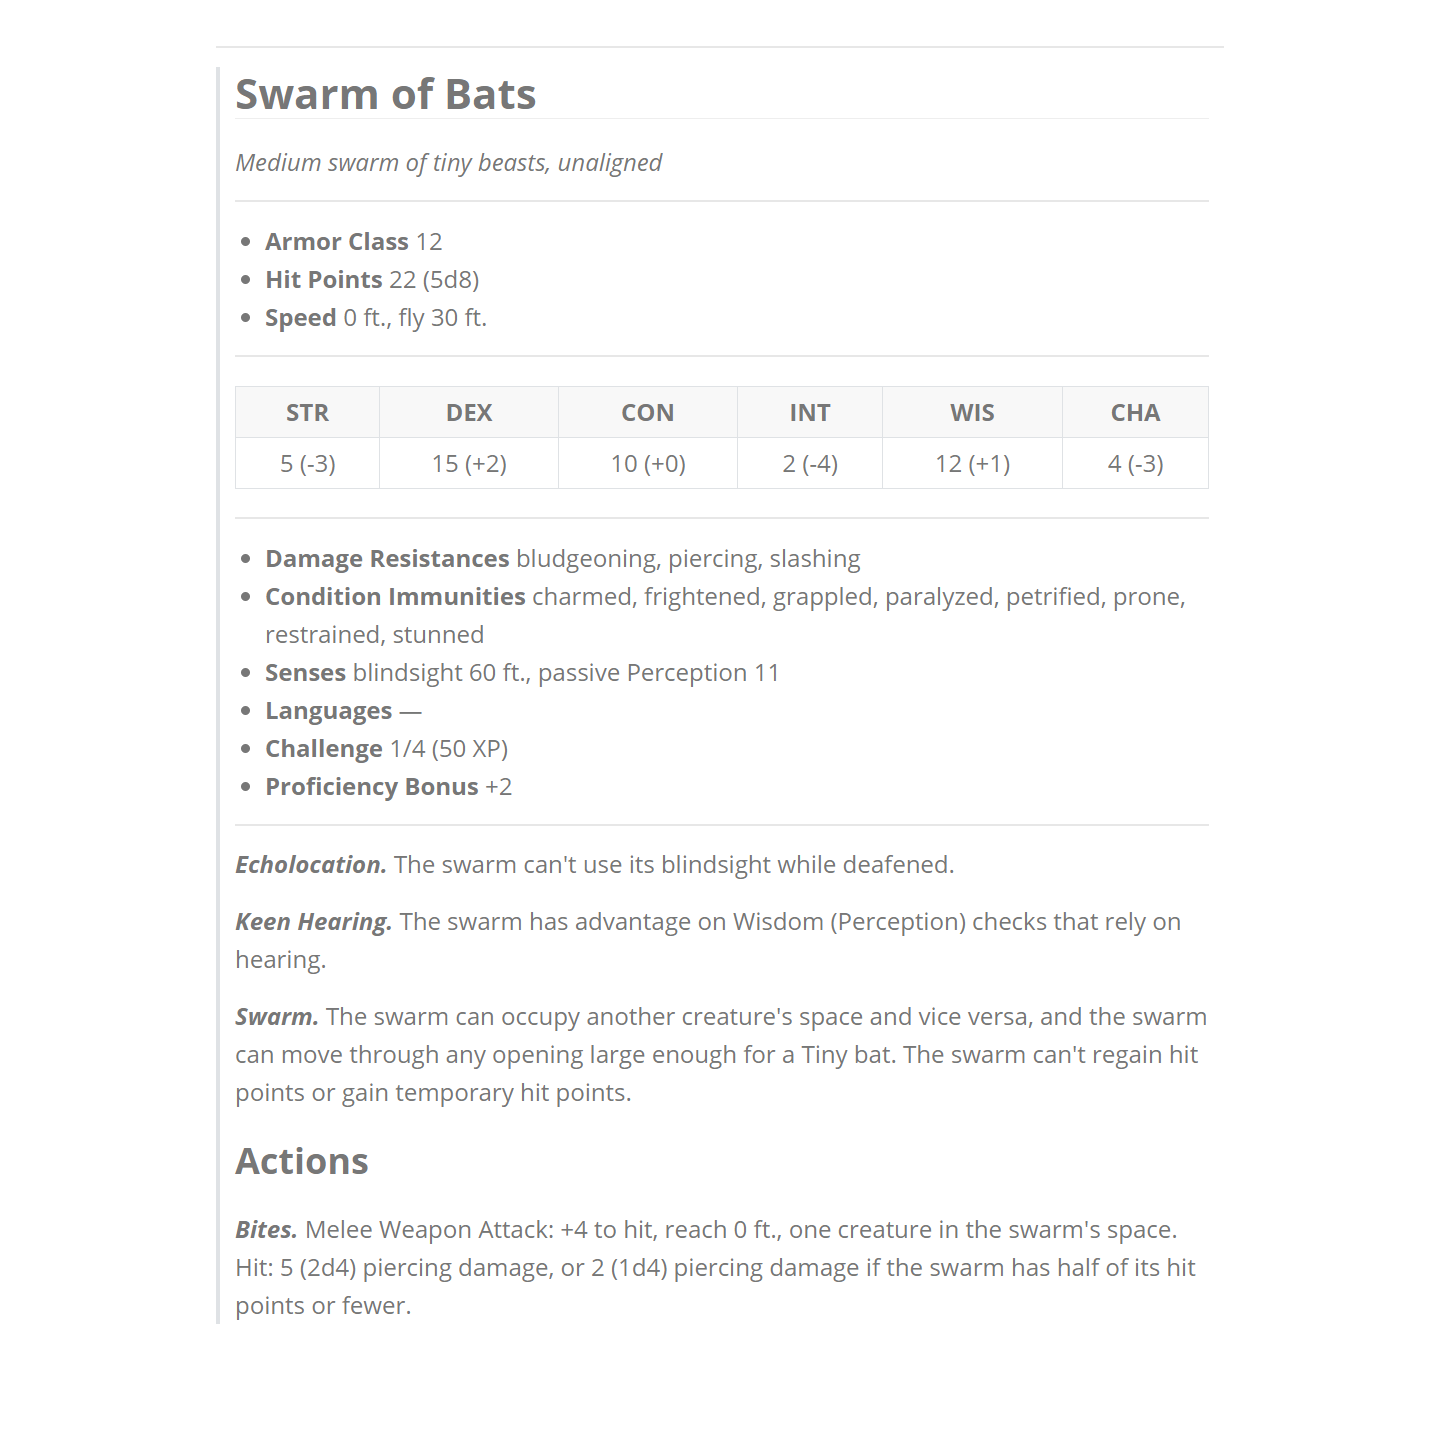 Swarm of Bats
Medium swarm of tiny beasts, unaligned
Armor Class 12
Hit Points 22 (5d8)
Speed 0 ft., fly 30 ft.
STR DEX CON INT WIS CHA
5 (-3) 15 (+2) 10 (+0) 2 (-4) 12 (+1) 4 (-3)
Damage Resistances bludgeoning, piercing, slashing
Condition Immunities charmed, frightened, grappled, paralyzed, petrified, prone,
restrained, stunned
Senses blindsight 60 ft., passive Perception 11
Languages —
Challenge 1/4 (50 XP)
Proficiency Bonus +2
Echolocation. The swarm can't use its blindsight while deafened.
Keen Hearing. The swarm has advantage on Wisdom (Perception) checks that rely on
hearing.
Swarm. The swarm can occupy another creature's space and vice versa, and the swarm
can move through any opening large enough for a Tiny bat. The swarm can't regain hit
points or gain temporary hit points.
Actions
Bites. Melee Weapon Attack: +4 to hit, reach 0 ft., one creature in the swarm's space.
Hit: 5 (2d4) piercing damage, or 2 (1d4) piercing damage if the swarm has half of its hit
points or fewer.